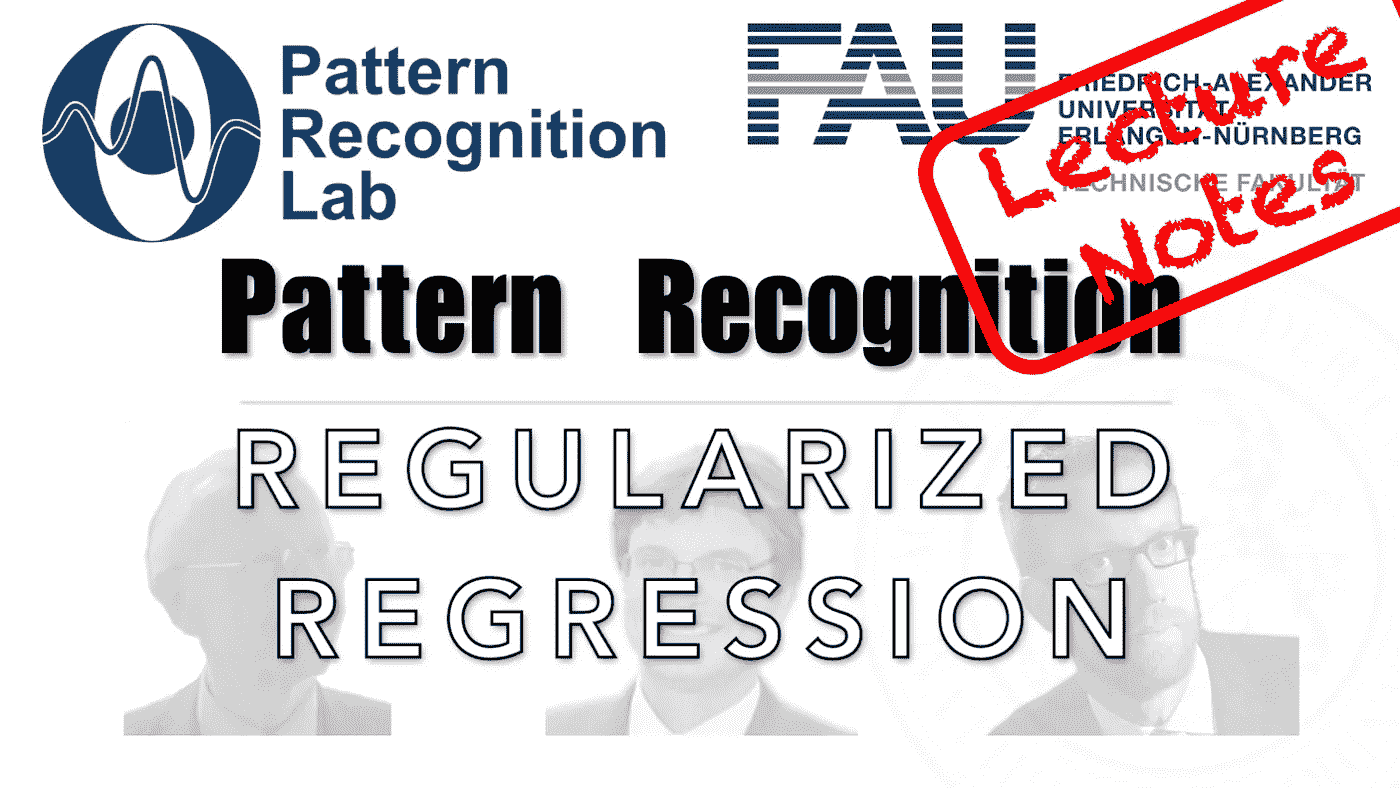 Pattern
Recognition
Lab
FAU
FRIEDRICH-ALEXANDER
UNIVERSITÄT
ERLANGEN-NÜRNBERG
TECHNISCHE FAKULTÄT
Lecture
Notes
Pattern Recognition
REGULARIZED
REGRESSION